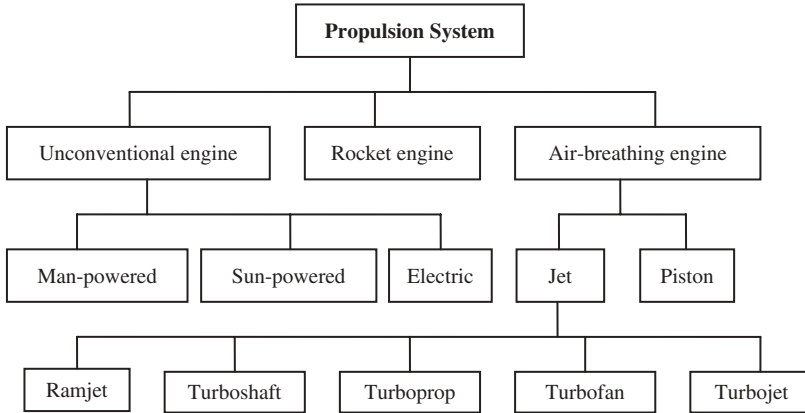 Propulsion System
Unconventional engine
Rocket engine
Air-breathing engine
Man-powered
Sun-powered
Electric
Jet
Piston
Ramjet
Turboshaft
Turboprop
Turbofan
Turbojet